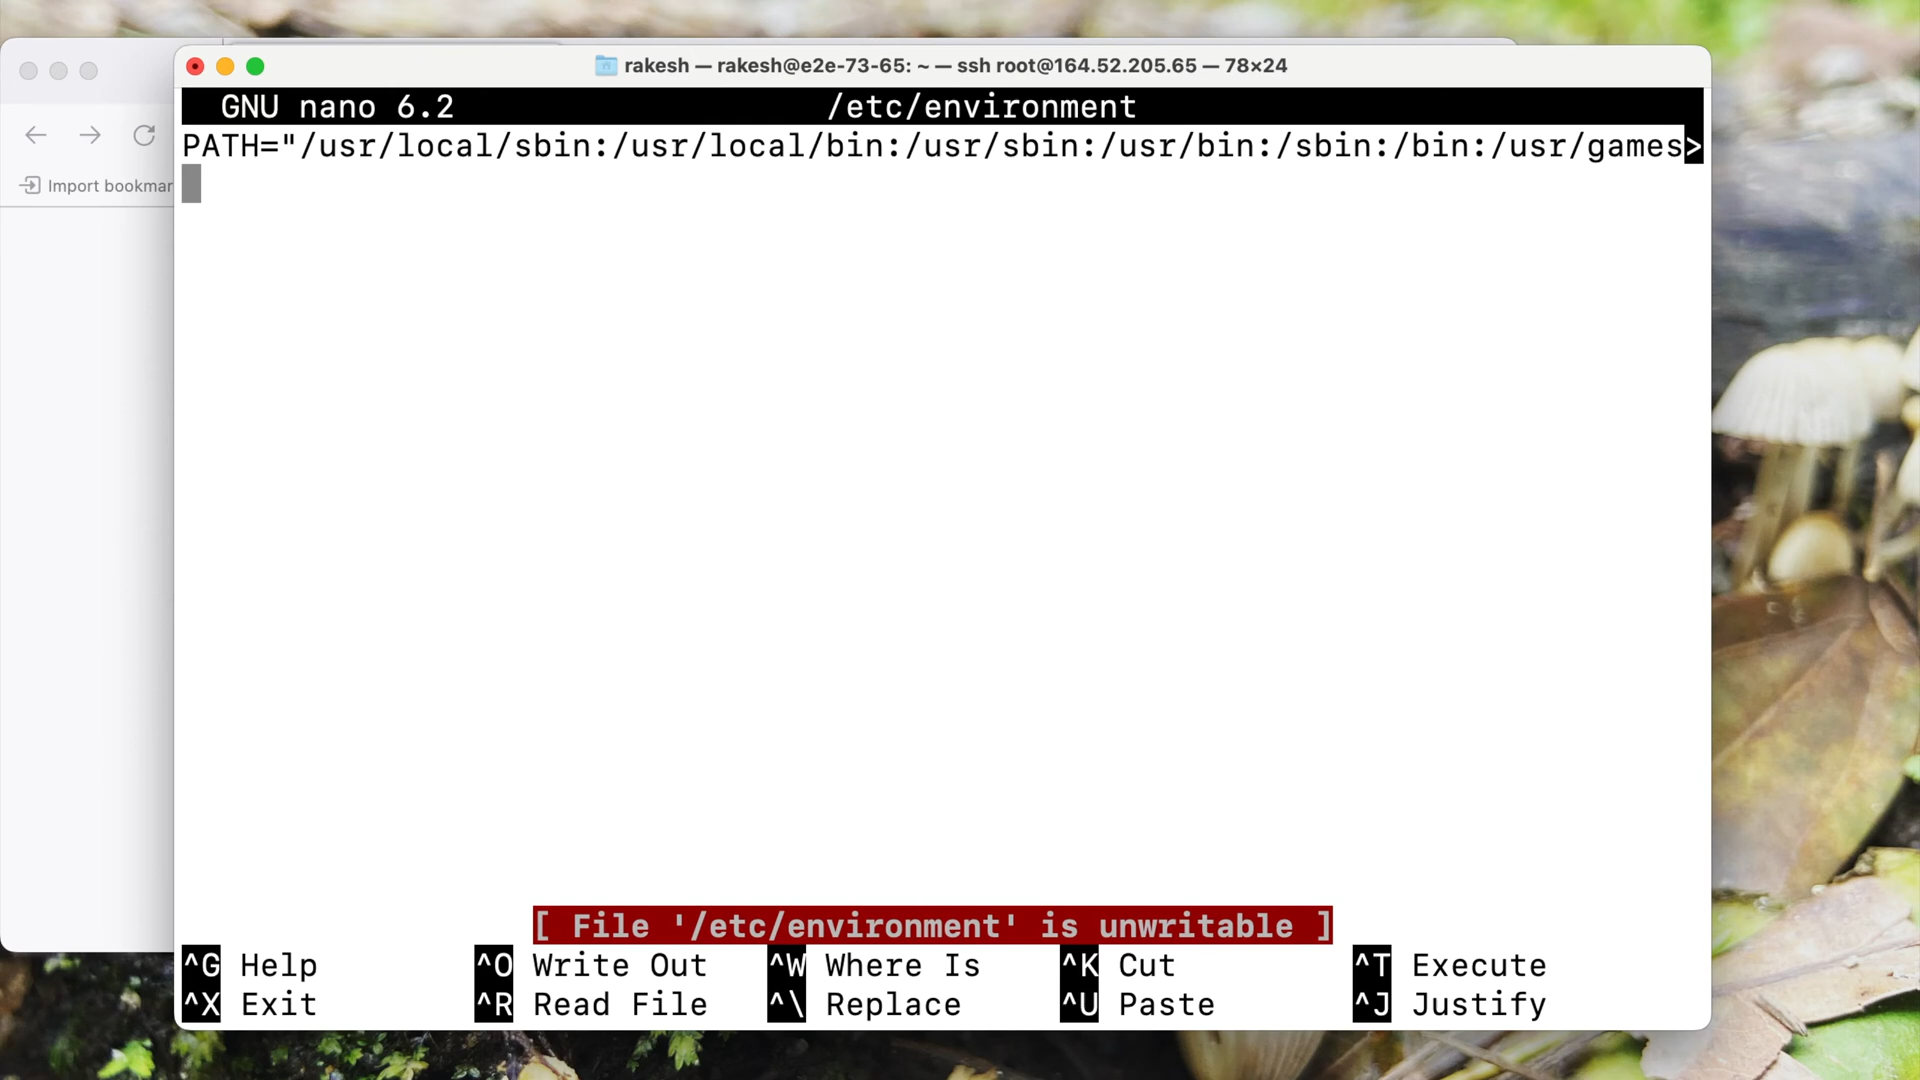 rakesh — rakesh@e2e-73-65: ~ — ssh root@164.52.205.65 — 78×24
GNU nano 6.2 /etc/environment
PATH="/usr/local/sbin:/usr/local/bin:/usr/sbin:/usr/bin:/sbin:/bin:/usr/games>
Import bookmar
[ File '/etc/environment' is unwritable ]
^G Help ^O Write Out ^W Where Is ^K Cut ^T Execute
^X Exit ^R Read File ^\ Replace ^U Paste ^J Justify